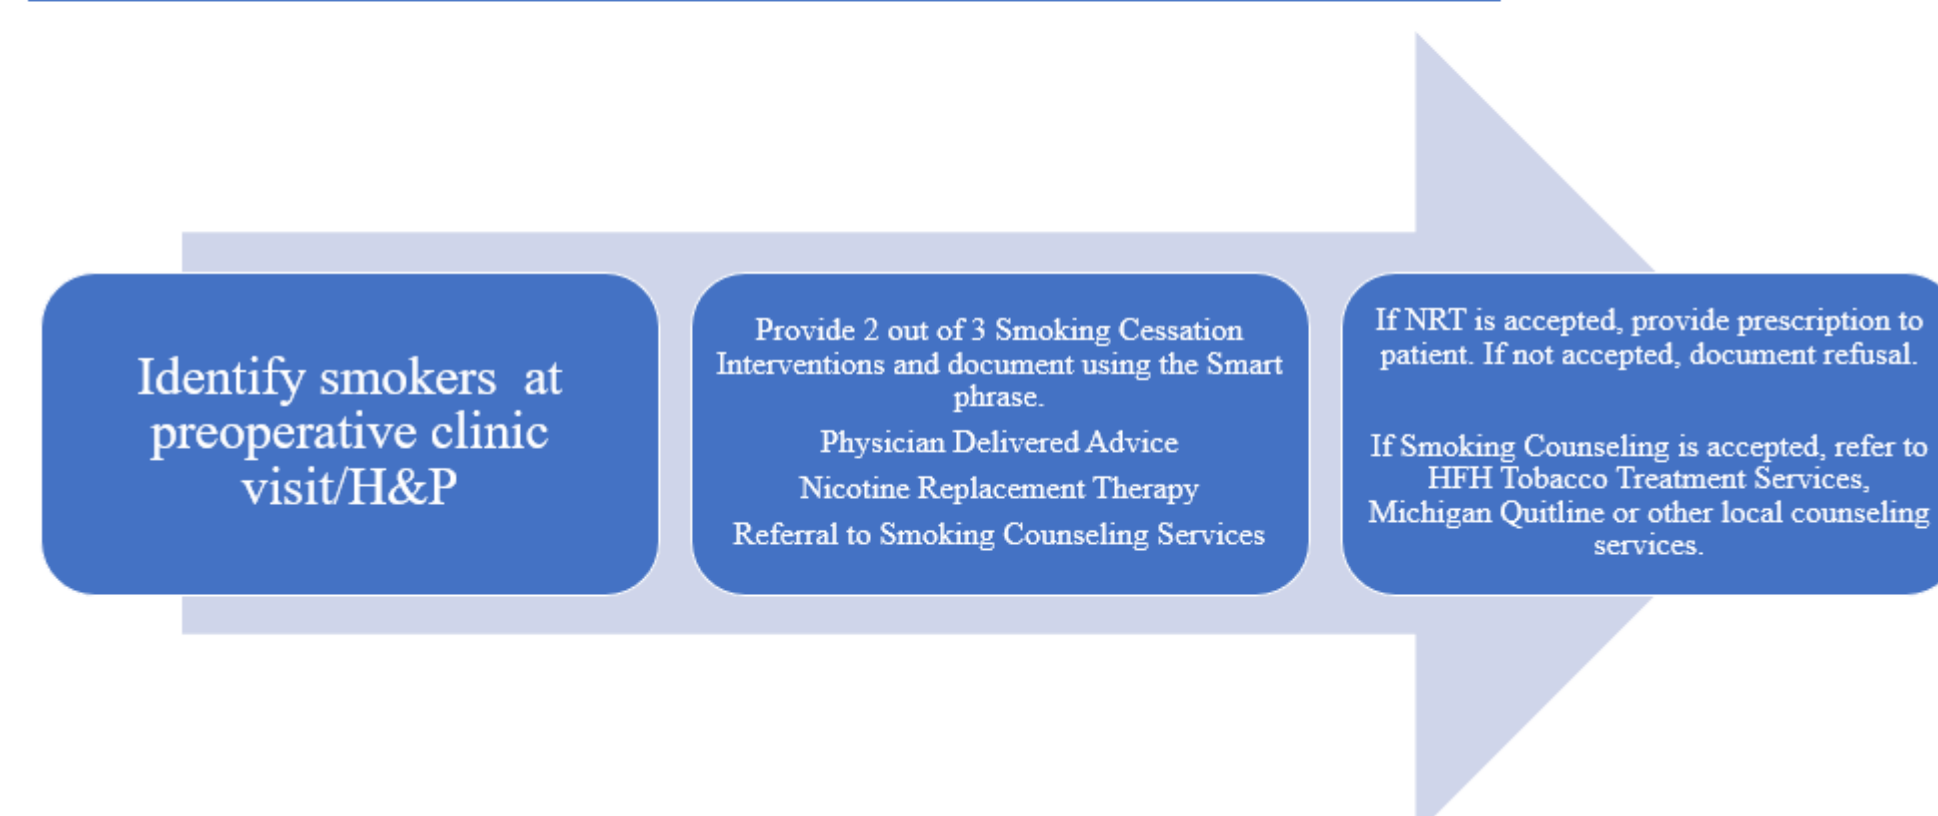 Identify smokers at
preoperative clinic
visit/H&P
Provide 2 out of 3 Smoking Cessation
Interventions and document using the Smart
phrase.
Physician Delivered Advice
Nicotine Replacement Therapy
Referral to Smoking Counseling Services
If NRT is accepted, provide prescription to
patient. If not accepted, document refusal.
If Smoking Counseling is accepted, refer to
HFH Tobacco Treatment Services,
Michigan Quitline or other local counseling
services.